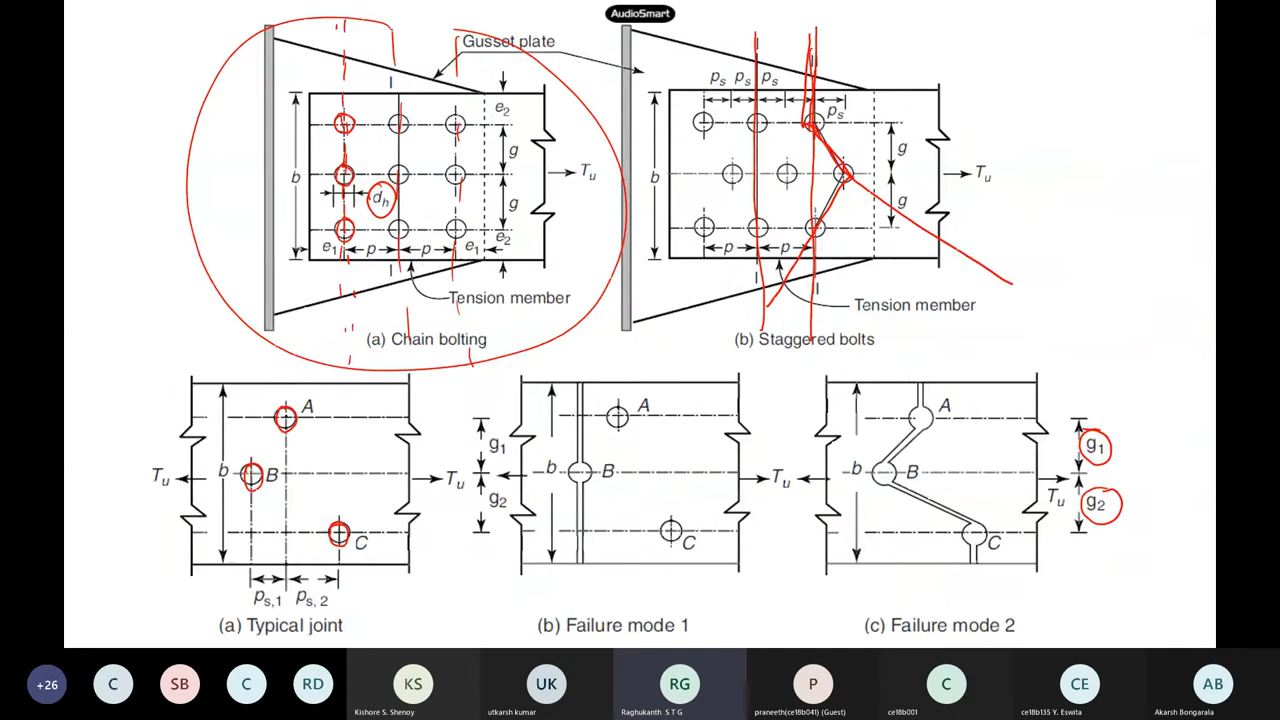 AudioSmart
Gusset plate
e2
g
g
e2
b
dh
Tu
e1
p
p
e1
Tension member
(a) Chain bolting
ps ps ps
ps
b
g
g
Tu
p
p
Tension member
(b) Staggered bolts
A
B
C
b
Tu
Tu
ps,1 ps, 2
(a) Typical joint
g1
g2
A
b
B
C
Tu
(b) Failure mode 1
A
b
B
C
g1
g2
Tu
(c) Failure mode 2
+26
C
SB
C
RD
KS
Kishore S. Shenoy
UK
utkarsh kumar
RG
Raghukanth S T G
P
praneeth(ce18b041) (Guest)
C
ce18b001
CE
ce18b135 Y. Eswita
AB
Akarsh Bongarala